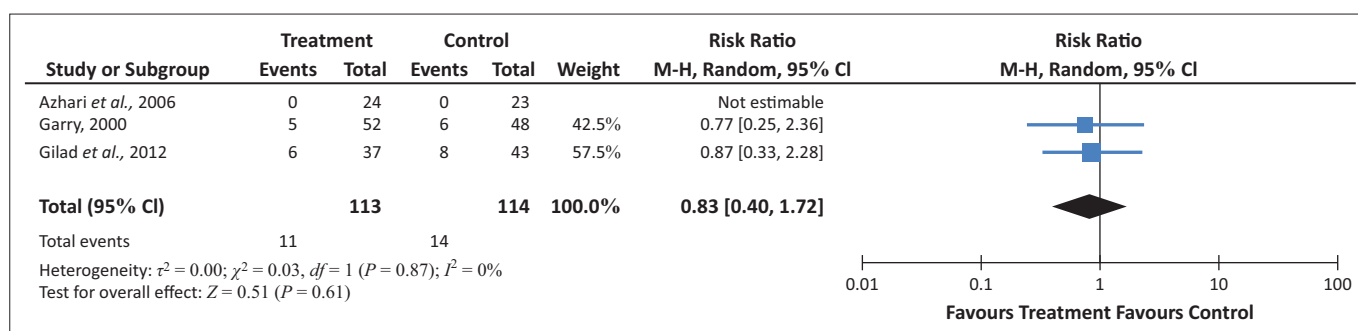 Treatment Control Risk Ratio Risk Ratio
Study or Subgroup Events Total Events Total Weight M-H, Random, 95% CI M-H, Random, 95% CI
Azhari et al., 2006 0 24 0 23 Not estimable
Garry, 2000 5 52 6 48 42.5% 0.77 [0.25, 2.36]
Gilad et al., 2012 6 37 8 43 57.5% 0.87 [0.33, 2.28]
Total (95% CI) 113 114 100.0% 0.83 [0.40, 1.72]
Total events 11 14
Heterogeneity: τ² = 0.00; χ² = 0.03, df = 1 (P = 0.87); I² = 0%
Test for overall effect: Z = 0.51 (P = 0.61)
0.01 0.1 1 10 100
Favours Treatment Favours Control